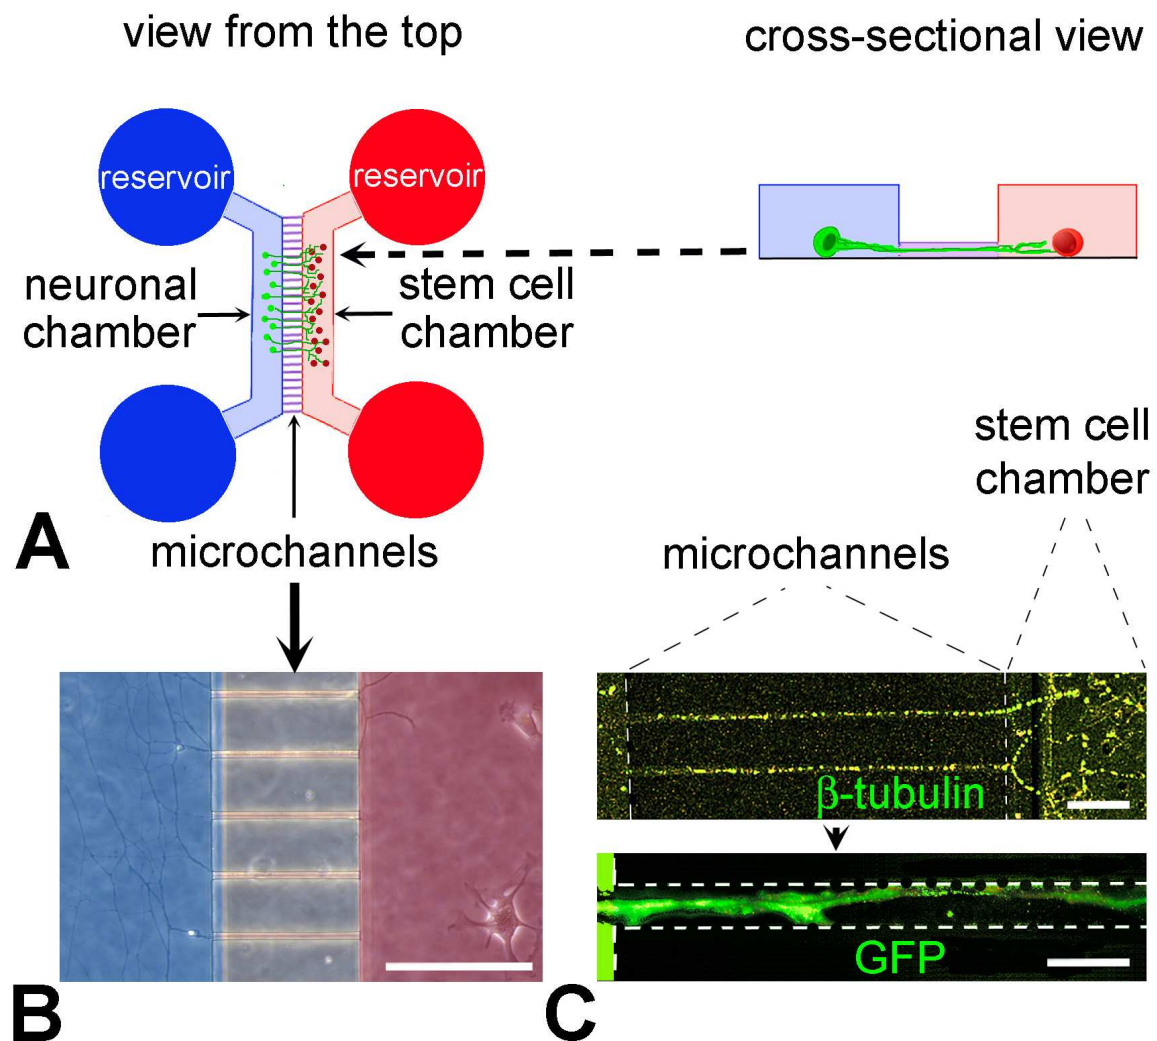 view from the top
cross-sectional view
reservoir
reservoir
neuronal
chamber
stem cell
chamber
A
microchannels
stem cell
chamber
microchannels
β-tubulin
GFP
B
C